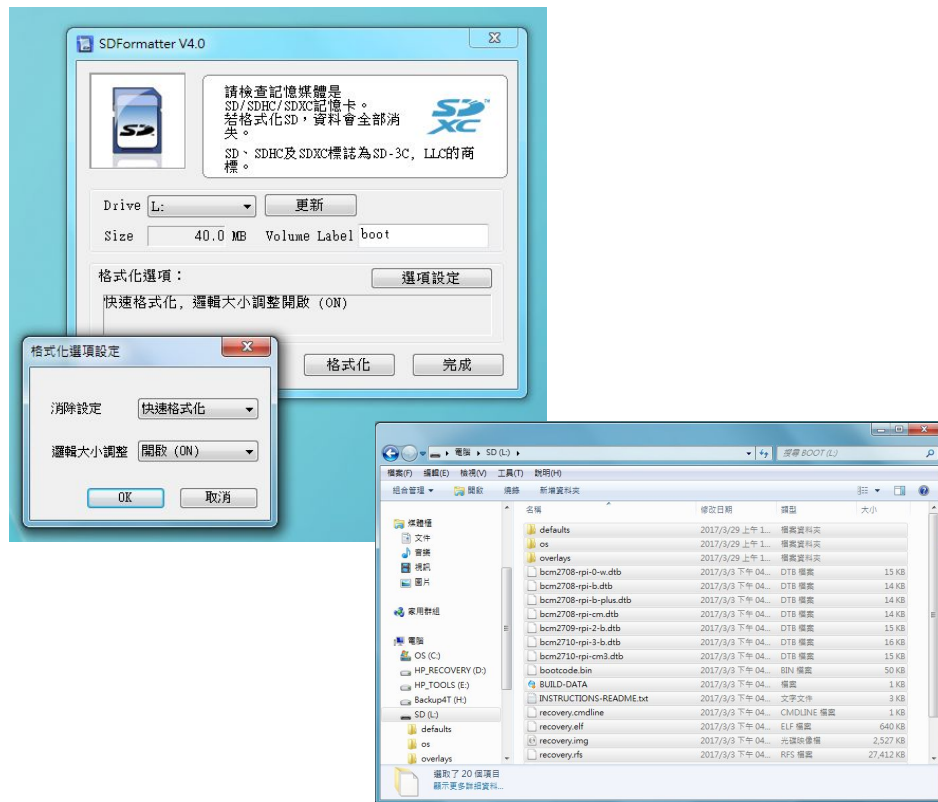 SDFormatter V4.0
SD
請檢查記憶媒體是
SD/SDHC/SDXC記憶卡。
若格式化SD，資料會全部消
失。
SD、SDHC及SDXC標誌為SD-3C, LLC的商
標。
SD XC
Drive L: 更新
Size 40.0 MB Volume Label boot
格式化選項：
選項設定
快速格式化, 邏輯大小調整開啟 (ON)
格式化 完成
格式化選項設定
消除設定 快速格式化
邏輯大小調整 開啟 (ON)
OK 取消
電腦 SD (L:) 搜尋 BOOT (L:)
檔案(F) 編輯(E) 檢視(V) 工具(T) 說明(H)
組合管理 開啟 燒錄 新增資料夾
媒體櫃
文件
音樂
視訊
圖片
家用群組
電腦
OS (C:)
HP_RECOVERY (D:)
HP_TOOLS (E:)
Backup4T (H:)
SD (L:)
defaults
os
overlays
名稱 修改日期 類型 大小
defaults 2017/3/29 上午 1... 檔案資料夾
os 2017/3/29 上午 1... 檔案資料夾
overlays 2017/3/29 上午 1... 檔案資料夾
bcm2708-rpi-0-w.dtb 2017/3/3 下午 04... DTB 檔案 15 KB
bcm2708-rpi-b.dtb 2017/3/3 下午 04... DTB 檔案 14 KB
bcm2708-rpi-b-plus.dtb 2017/3/3 下午 04... DTB 檔案 14 KB
bcm2708-rpi-cm.dtb 2017/3/3 下午 04... DTB 檔案 14 KB
bcm2709-rpi-2-b.dtb 2017/3/3 下午 04... DTB 檔案 15 KB
bcm2710-rpi-3-b.dtb 2017/3/3 下午 04... DTB 檔案 16 KB
bcm2710-rpi-cm3.dtb 2017/3/3 下午 04... DTB 檔案 15 KB
bootcode.bin 2017/3/3 下午 04... BIN 檔案 50 KB
BUILD-DATA 2017/3/3 下午 04... 檔案 1 KB
INSTRUCTIONS-README.txt 2017/3/3 下午 04... 文字文件 3 KB
recovery.cmdline 2017/3/3 下午 04... CMDLINE 檔案 1 KB
recovery.elf 2017/3/3 下午 04... ELF 檔案 640 KB
recovery.img 2017/3/3 下午 04... 光碟映像檔 2,527 KB
recovery.rfs 2017/3/3 下午 04... RFS 檔案 27,412 KB
選取了 20 個項目
顯示更多詳細資料...